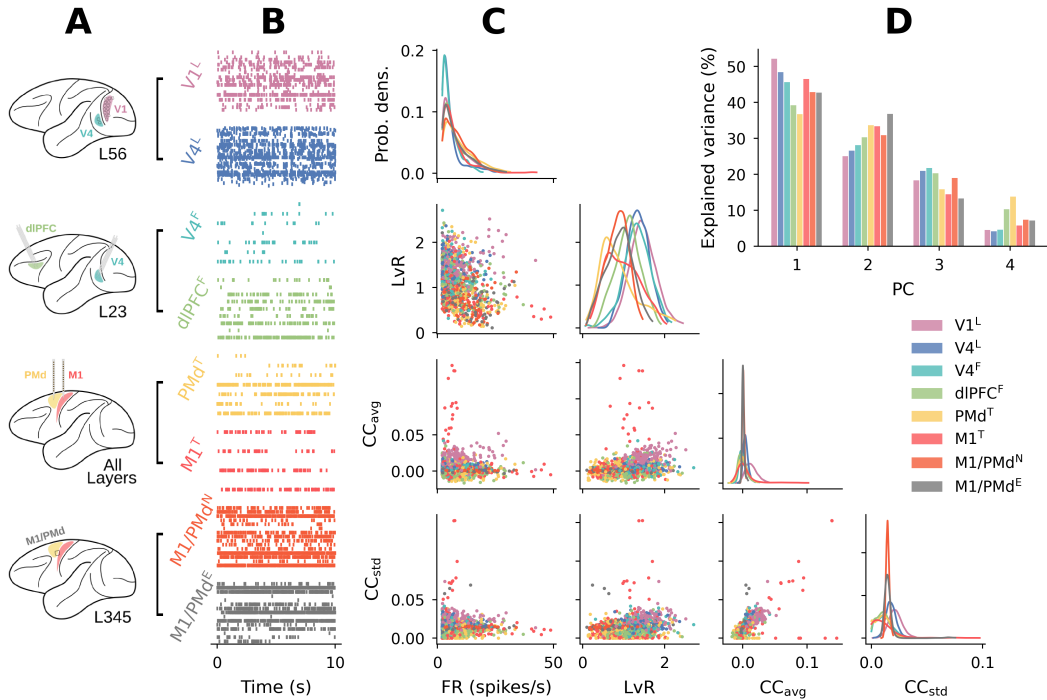 A
B
C
D
V1
V4
L56
dlPFC
V4
L23
PMd
M1
All
Layers
M1/PMd
L345
V1ᴸ
V4ᴸ
V4ᶠ
dlPFCᶠ
PMdᵀ
M1ᵀ
M1/PMdᴺ
M1/PMdᴱ
0
10
Time (s)
Prob. dens.
0.2
0.1
0.0
LvR
2
1
0
CCavg
0.05
0.00
CCstd
0.05
0.00
0
50
FR (spikes/s)
0
2
LvR
0.0
0.1
CCavg
0.0
0.1
CCstd
Explained variance (%)
50
40
30
20
10
0
1
2
3
4
PC
V1ᴸ
V4ᴸ
V4ᶠ
dlPFCᶠ
PMdᵀ
M1ᵀ
M1/PMdᴺ
M1/PMdᴱ